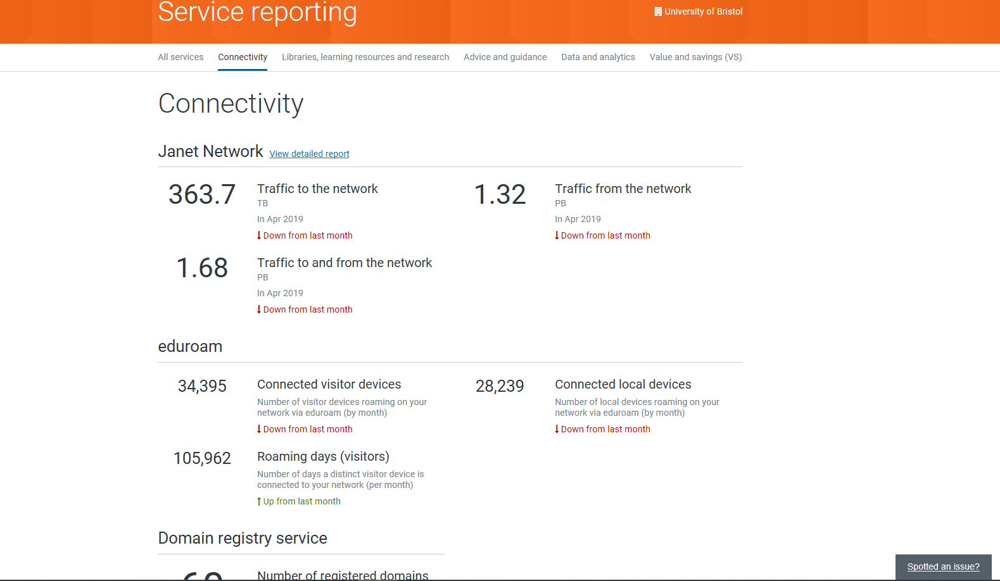 Service reporting
University of Bristol
All services
Connectivity
Libraries, learning resources and research
Advice and guidance
Data and analytics
Value and savings (VS)
Connectivity
Janet Network View detailed report
363.7
Traffic to the network
TB
In Apr 2019
Down from last month
1.32
Traffic from the network
PB
In Apr 2019
Down from last month
1.68
Traffic to and from the network
PB
In Apr 2019
Down from last month
eduroam
34,395
Connected visitor devices
Number of visitor devices roaming on your
network via eduroam (by month)
Down from last month
28,239
Connected local devices
Number of local devices roaming on your
network via eduroam (by month)
Down from last month
105,962
Roaming days (visitors)
Number of days a distinct visitor device is
connected to your network (per month)
Up from last month
Domain registry service
Number of registered domains
Spotted an issue?